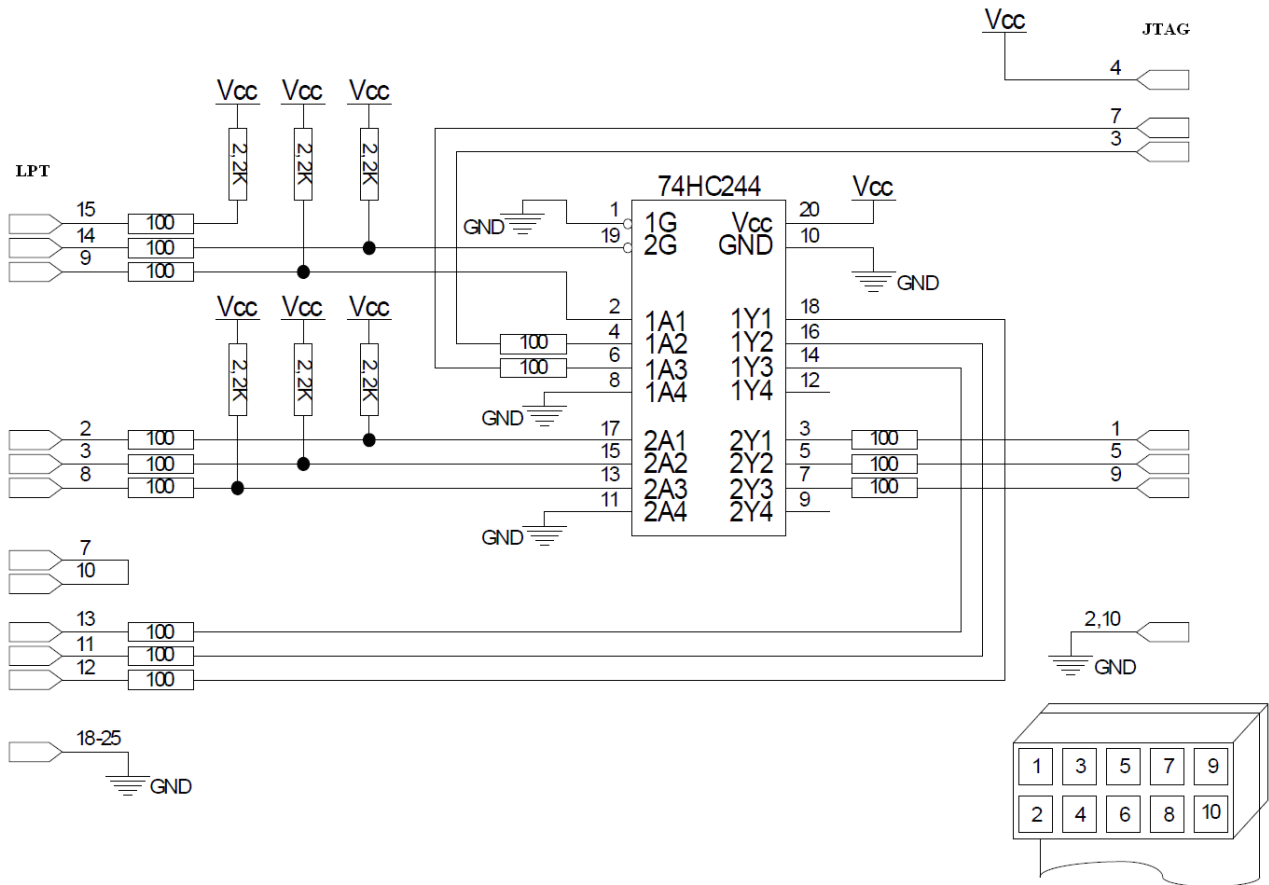 Vcc JTAG
4
Vcc Vcc Vcc
7
3
2,2K 2,2K 2,2K
LPT
74HC244
Vcc
15 100
14 100
9 100
GND
1 1G Vcc 20
19 2G GND 10
GND
Vcc Vcc Vcc
2,2K 2,2K 2,2K
2 1A1 1Y1 18
100 4 1A2 1Y2 16
100 6 1A3 1Y3 14
8 1A4 1Y4 12
GND
2 100 17 2A1 2Y1 3 100 1
3 100 15 2A2 2Y2 5 100 5
8 100 13 2A3 2Y3 7 100 9
11 2A4 2Y4 9
GND
7
10
13 100
11 100
12 100
2,10
GND
18-25
GND
1 3 5 7 9
2 4 6 8 10